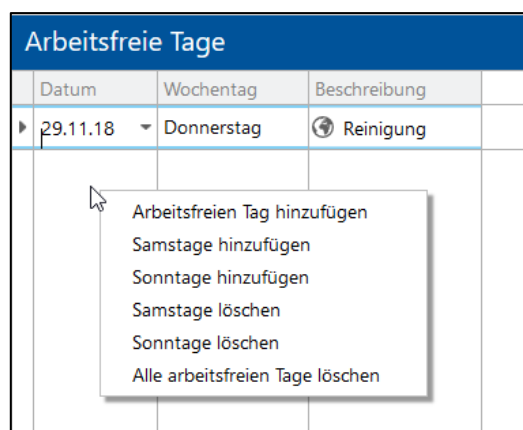 Arbeitsfreie Tage
Datum Wochentag Beschreibung
29.11.18 Donnerstag Reinigung
Arbeitsfreien Tag hinzufügen
Samstage hinzufügen
Sonntage hinzufügen
Samstage löschen
Sonntage löschen
Alle arbeitsfreien Tage löschen